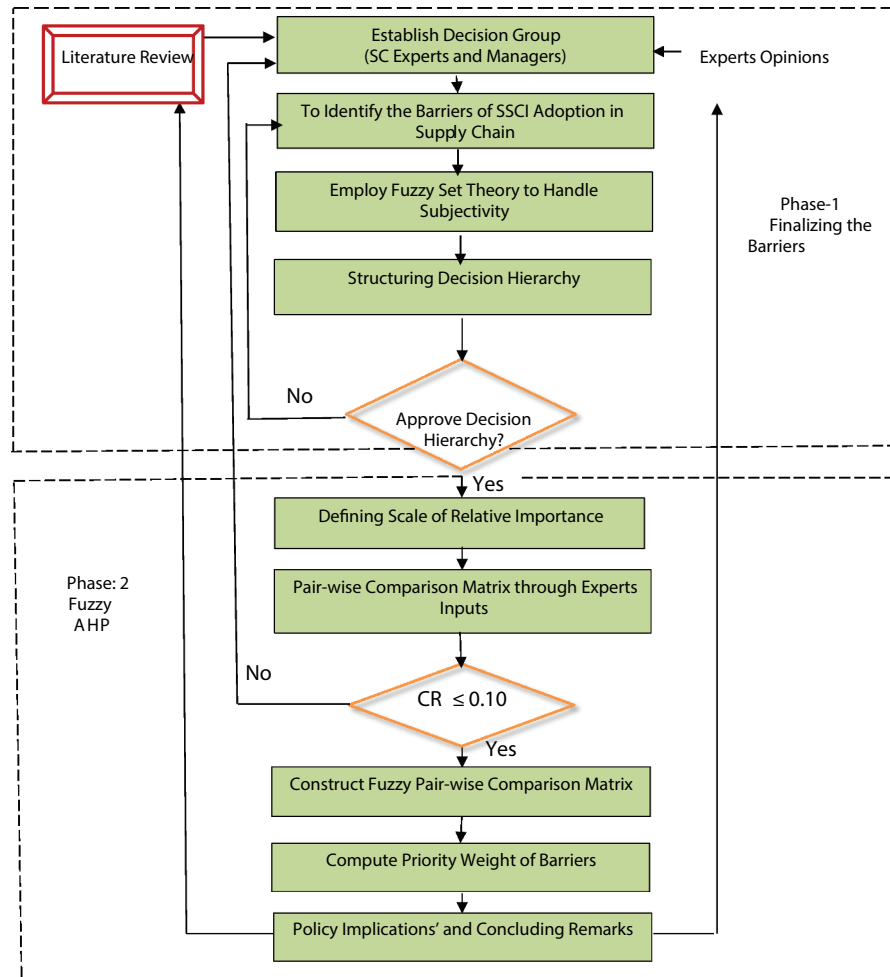 Literature Review
Establish Decision Group
(SC Experts and Managers)
Experts Opinions
To Identify the Barriers of SSCI Adoption in
Supply Chain
Employ Fuzzy Set Theory to Handle
Subjectivity
Phase-1
Finalizing the
Barriers
Structuring Decision Hierarchy
No
Approve Decision
Hierarchy?
Yes
Defining Scale of Relative Importance
Phase: 2
Fuzzy
AHP
Pair-wise Comparison Matrix through Experts
Inputs
No
CR ≤ 0.10
Yes
Construct Fuzzy Pair-wise Comparison Matrix
Compute Priority Weight of Barriers
Policy Implications’ and Concluding Remarks